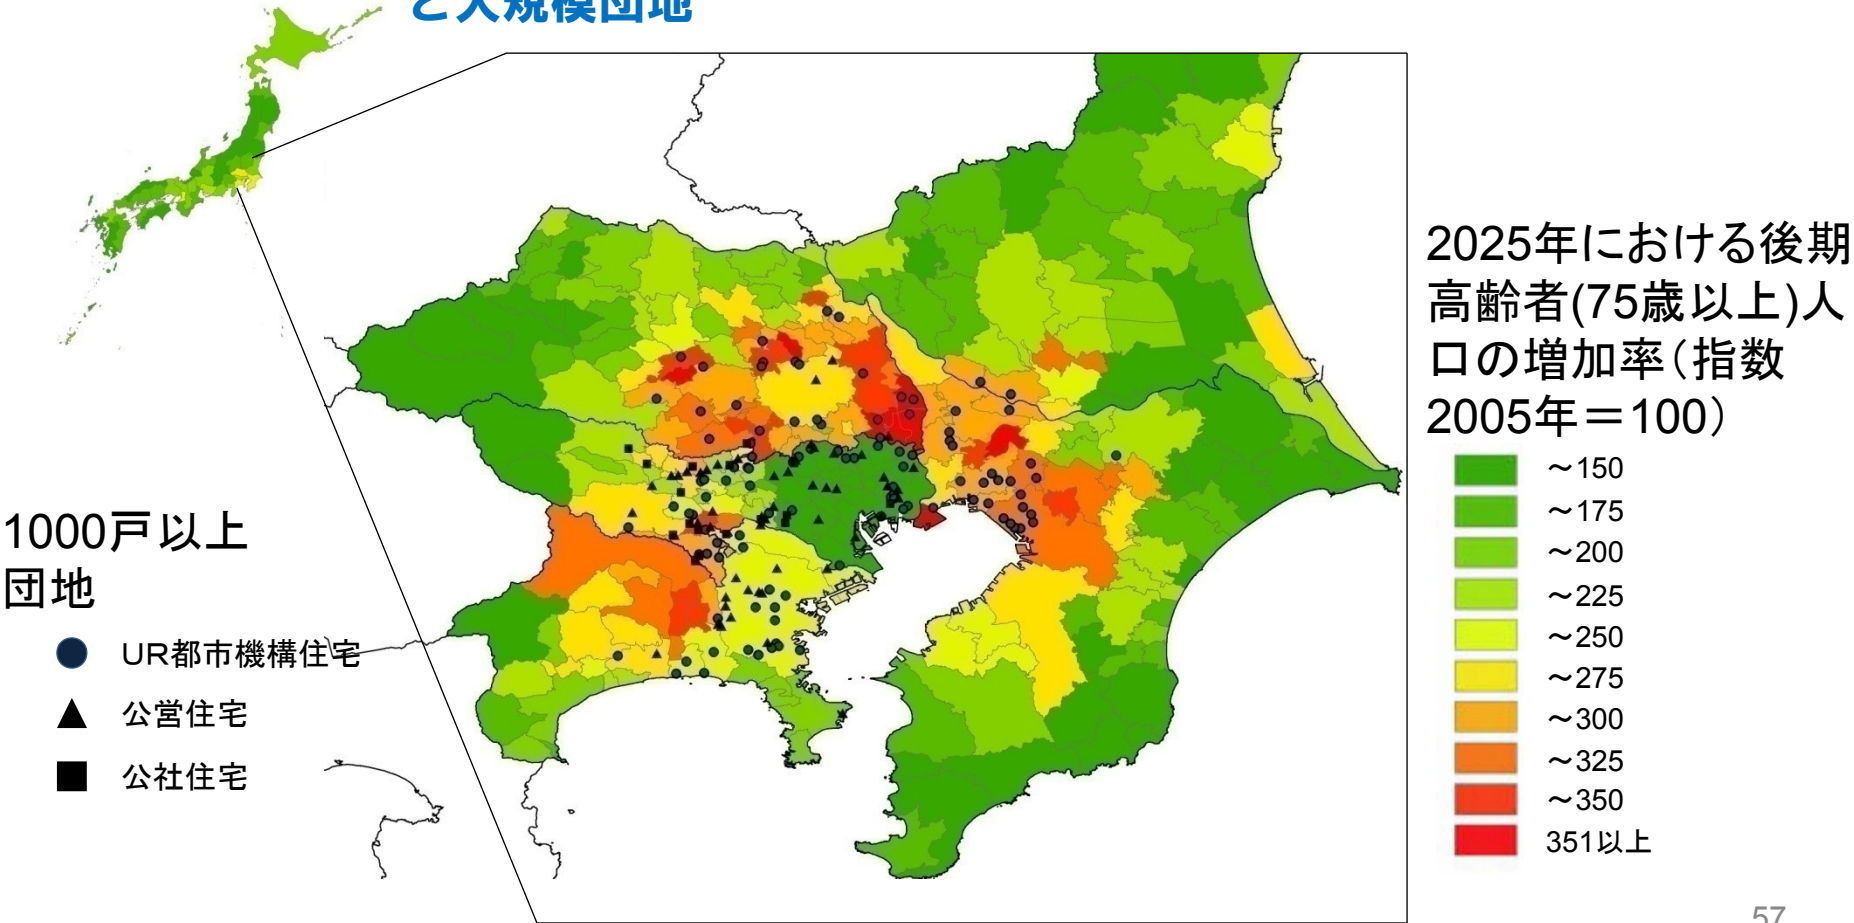 と大規模団地
2025年における後期
高齢者(75歳以上)人
口の増加率（指数
2005年＝100）
～150
～175
～200
～225
～250
～275
～300
～325
～350
351以上
1000戸以上
団地
UR都市機構住宅
公営住宅
公社住宅
57